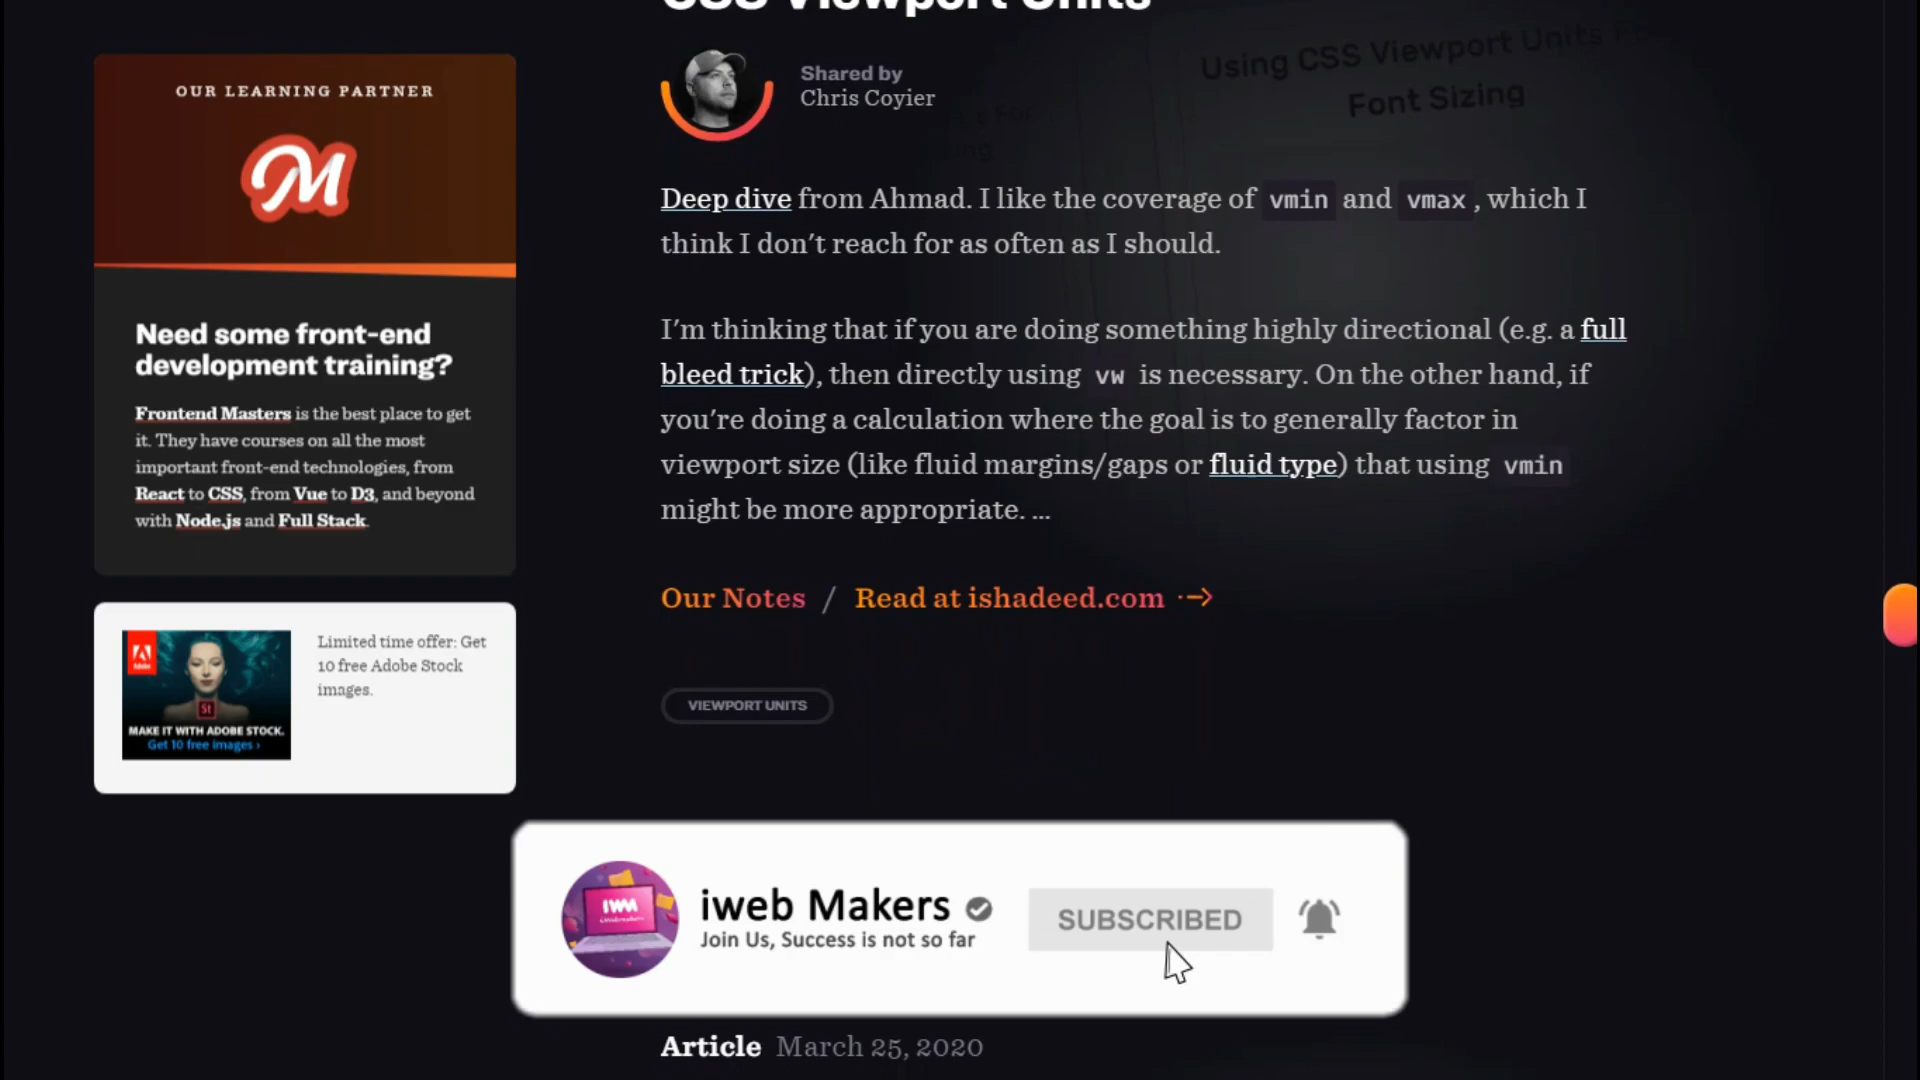 CSS Viewport Units
Using CSS Viewport Units
Font Sizing
OUR LEARNING PARTNER
M
Need some front-end
development training?
Frontend Masters is the best place to get
it. They have courses on all the most
important front-end technologies, from
React to CSS, from Vue to D3, and beyond
with Node.js and Full Stack.
Adobe
St
MAKE IT WITH ADOBE STOCK.
Get 10 free images ›
Limited time offer: Get
10 free Adobe Stock
images.
Shared by
Chris Coyier
Deep dive from Ahmad. I like the coverage of vmin and vmax, which I
think I don't reach for as often as I should.
I'm thinking that if you are doing something highly directional (e.g. a full
bleed trick), then directly using vw is necessary. On the other hand, if
you're doing a calculation where the goal is to generally factor in
viewport size (like fluid margins/gaps or fluid type) that using vmin
might be more appropriate. ...
Our Notes / Read at ishadeed.com
VIEWPORT UNITS
IWM
iweb Makers
Join Us, Success is not so far
SUBSCRIBED
Article March 25, 2020